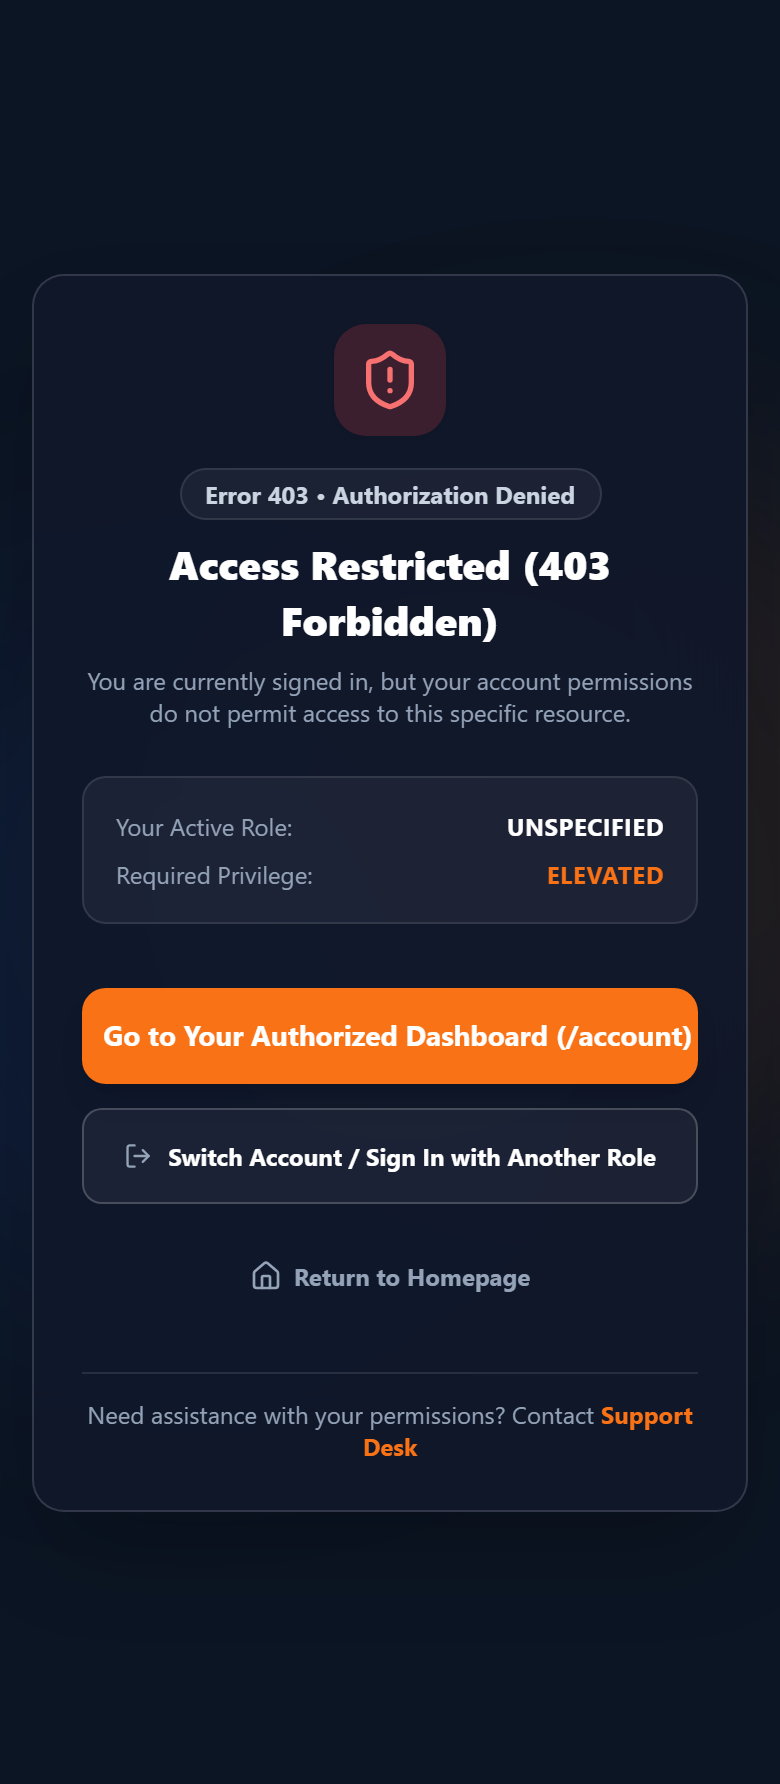 Error 403 • Authorization Denied
Access Restricted (403
Forbidden)
You are currently signed in, but your account permissions
do not permit access to this specific resource.
Your Active Role: UNSPECIFIED
Required Privilege: ELEVATED
Go to Your Authorized Dashboard (/account)
Switch Account / Sign In with Another Role
Return to Homepage
Need assistance with your permissions? Contact Support
Desk